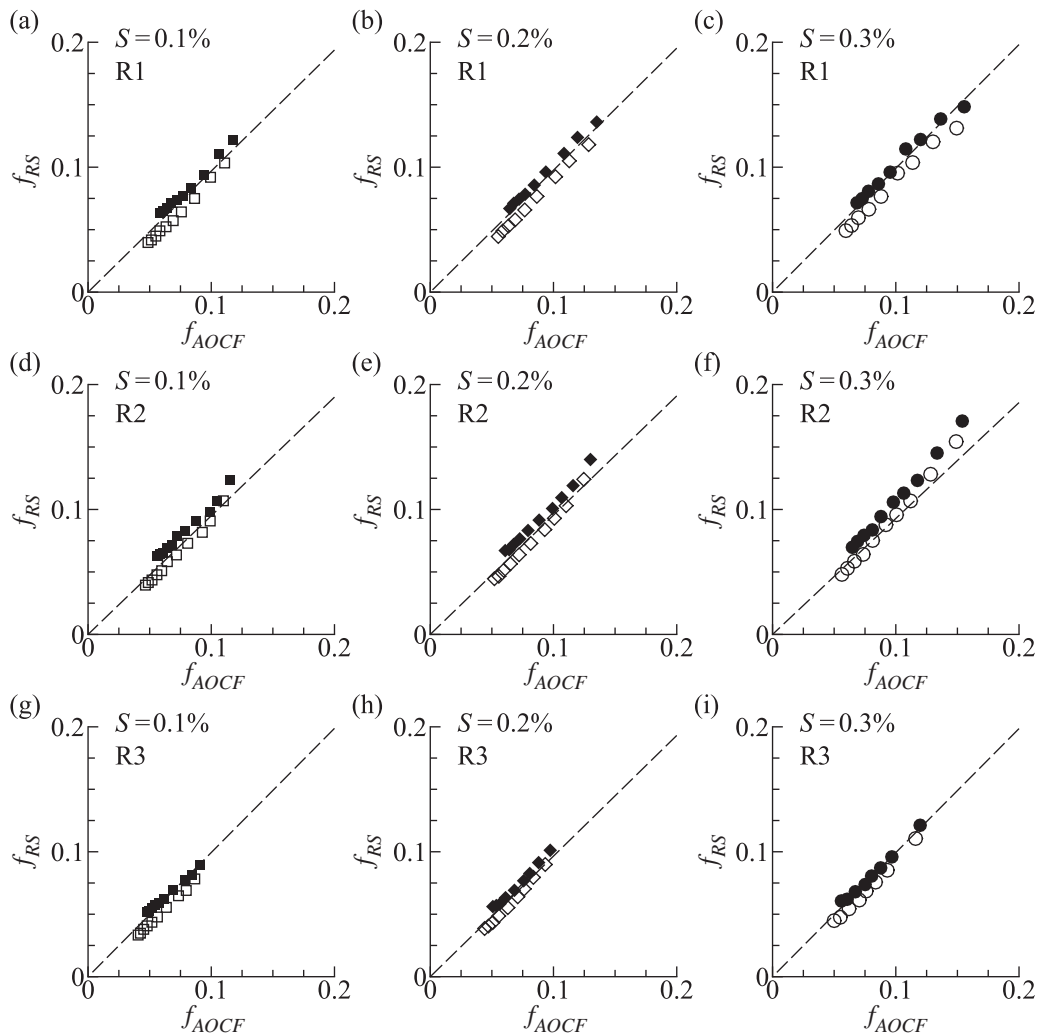 (a)
S=0.1%
R1
0.2
0.1
0
f_RS
0
0.1
0.2
f_AOCF
(b)
S=0.2%
R1
0.2
0.1
0
f_RS
0
0.1
0.2
f_AOCF
(c)
S=0.3%
R1
0.2
0.1
0
f_RS
0
0.1
0.2
f_AOCF
(d)
S=0.1%
R2
0.2
0.1
0
f_RS
0
0.1
0.2
f_AOCF
(e)
S=0.2%
R2
0.2
0.1
0
f_RS
0
0.1
0.2
f_AOCF
(f)
S=0.3%
R2
0.2
0.1
0
f_RS
0
0.1
0.2
f_AOCF
(g)
S=0.1%
R3
0.2
0.1
0
f_RS
0
0.1
0.2
f_AOCF
(h)
S=0.2%
R3
0.2
0.1
0
f_RS
0
0.1
0.2
f_AOCF
(i)
S=0.3%
R3
0.2
0.1
0
f_RS
0
0.1
0.2
f_AOCF